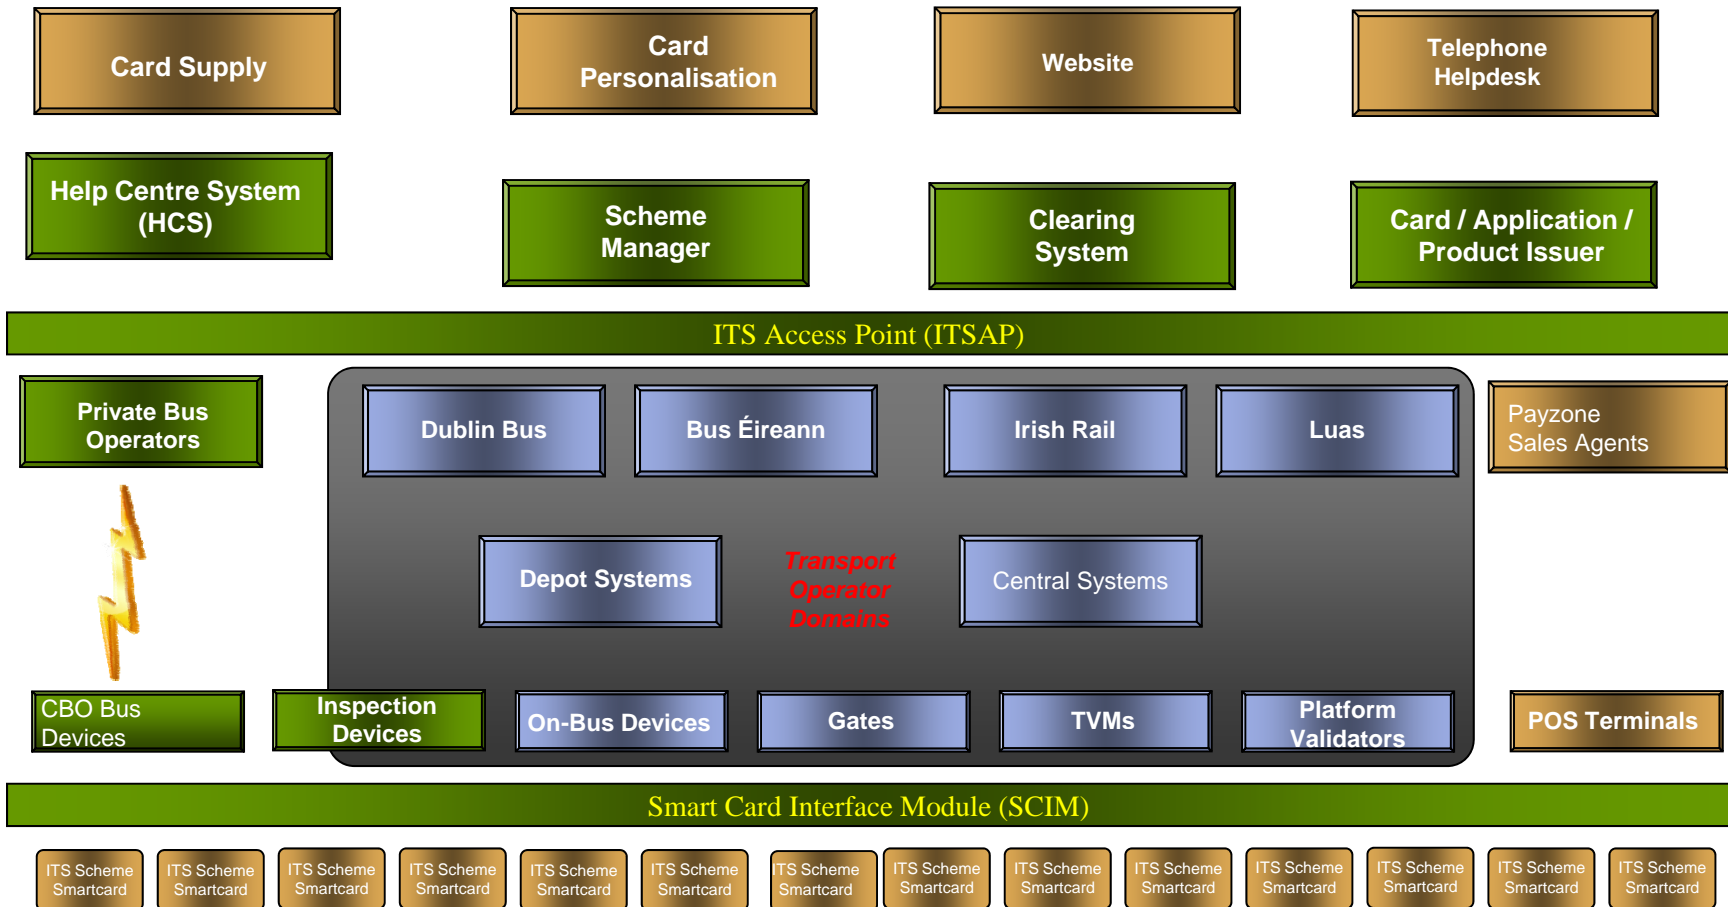 Card Supply
Card
Personalisation
Website
Telephone
Helpdesk
Help Centre System
(HCS)
Scheme
Manager
Clearing
System
Card / Application /
Product Issuer
ITS Access Point (ITSAP)
Private Bus
Operators
Dublin Bus
Bus Éireann
Irish Rail
Luas
Payzone
Sales Agents
Depot Systems
Transport
Operator
Domains
Central Systems
CBO Bus
Devices
Inspection
Devices
On-Bus Devices
Gates
TVMs
Platform
Validators
POS Terminals
Smart Card Interface Module (SCIM)
ITS Scheme
Smartcard
ITS Scheme
Smartcard
ITS Scheme
Smartcard
ITS Scheme
Smartcard
ITS Scheme
Smartcard
ITS Scheme
Smartcard
ITS Scheme
Smartcard
ITS Scheme
Smartcard
ITS Scheme
Smartcard
ITS Scheme
Smartcard
ITS Scheme
Smartcard
ITS Scheme
Smartcard
ITS Scheme
Smartcard
ITS Scheme
Smartcard